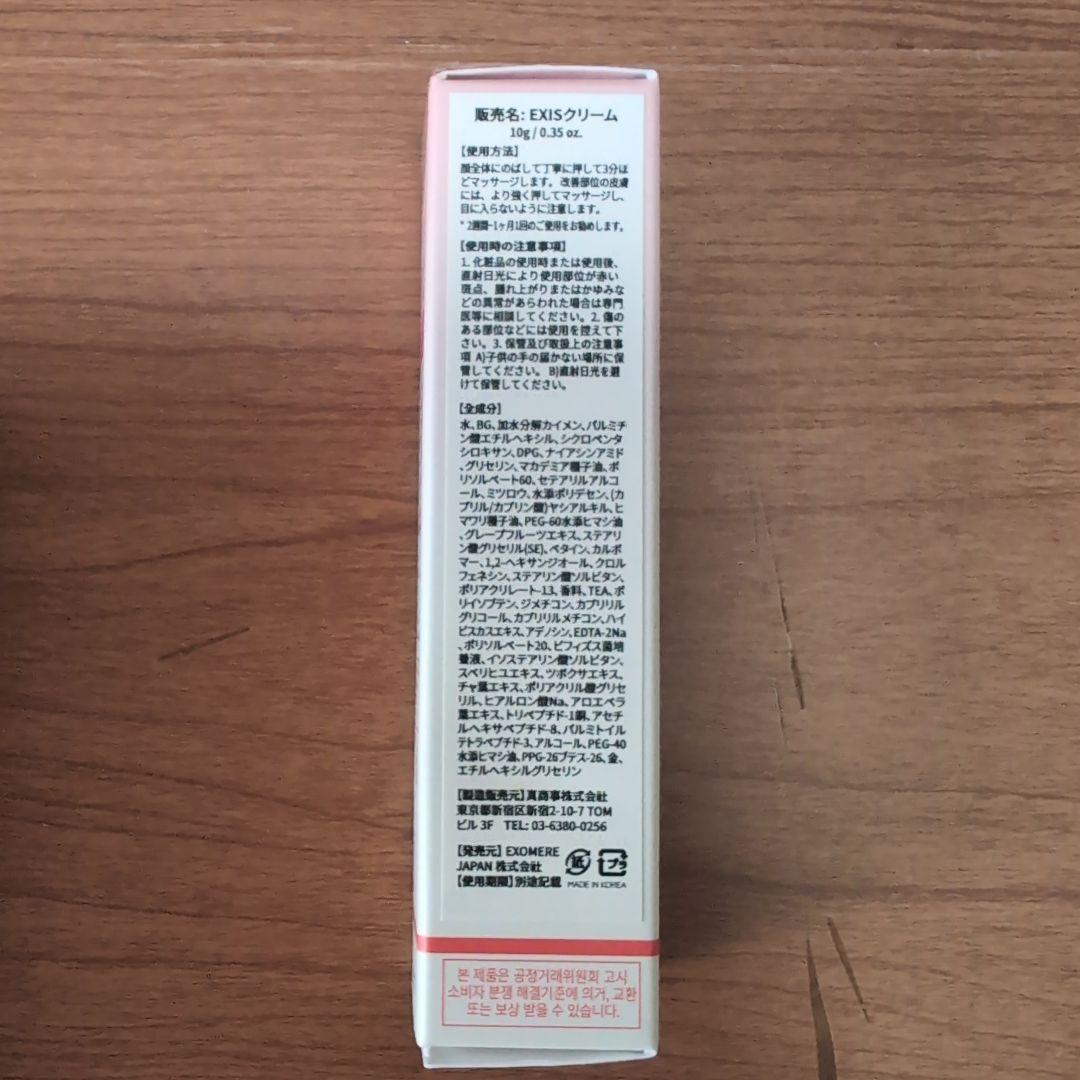 販売名: EXISクリーム
10g / 0.35 oz.
【使用方法】
顔全体にのばして丁寧に押して3分ほ
どマッサージします。改善部位の皮膚
には、より強く押してマッサージし、
目に入らないように注意します。
* 2週間~1ヶ月1回のご使用をお勧めします。
【使用時の注意事項】
1. 化粧品の使用時または使用後、
直射日光により使用部位が赤い
斑点、腫れ上がりまたはかゆみな
どの異常があらわれた場合は専門
医等に相談してください。2. 傷の
ある部位などには使用を控えて下
さい。3. 保管及び取扱上の注意事
項 A)子供の手の届かない場所に保
管してください。 B)直射日光を避
けて保管してください。
【全成分】
水、BG、加水分解カイメン、パルミチ
ン酸エチルヘキシル、シクロペンタ
シロキサン、DPG、ナイアシンアミド
、グリセリン、マカデミア種子油、ポ
リソルベート60、セテアリルアルコ
ール、ミツロウ、水添ポリデセン、(カ
プリル/カプリン酸)ヤシアルキル、ヒ
マワリ種子油、PEG-60水添ヒマシ油
、グレープフルーツエキス、ステアリ
ン酸グリセリル(SE)、ベタイン、カルボ
マー、1,2-ヘキサンジオール、クロル
フェネシン、ステアリン酸ソルビタン、
ポリアクリレート-13、香料、TEA、ポ
リイソブテン、ジメチコン、カプリリル
グリコール、カプリリルメチコン、ハイ
ビスカスエキス、アデノシン、EDTA-2Na
、ポリソルベート20、ビフィズス菌培
養液、イソステアリン酸ソルビタン、
スベリヒユエキス、ツボクサエキス、
チャ葉エキス、ポリアクリル酸グリセ
リル、ヒアルロン酸Na、アロエベラ
葉エキス、トリペプチド-1銅、アセチ
ルヘキサペプチド-8、パルミトイル
テトラペプチド-3、アルコール、PEG-40
水添ヒマシ油、PPG-26ブテス-26、金、
エチルヘキシルグリセリン
【製造販売元】真商事株式会社
東京都新宿区新宿2-10-7 TOM
ビル 3F TEL: 03-6380-0256
【発売元】EXOMERE
JAPAN 株式会社
【使用期限】別途記載
紙
プラ
MADE IN KOREA
본 제품은 공정거래위원회 고시
소비자 분쟁 해결기준에 의거, 교환
또는 보상 받을 수 있습니다.